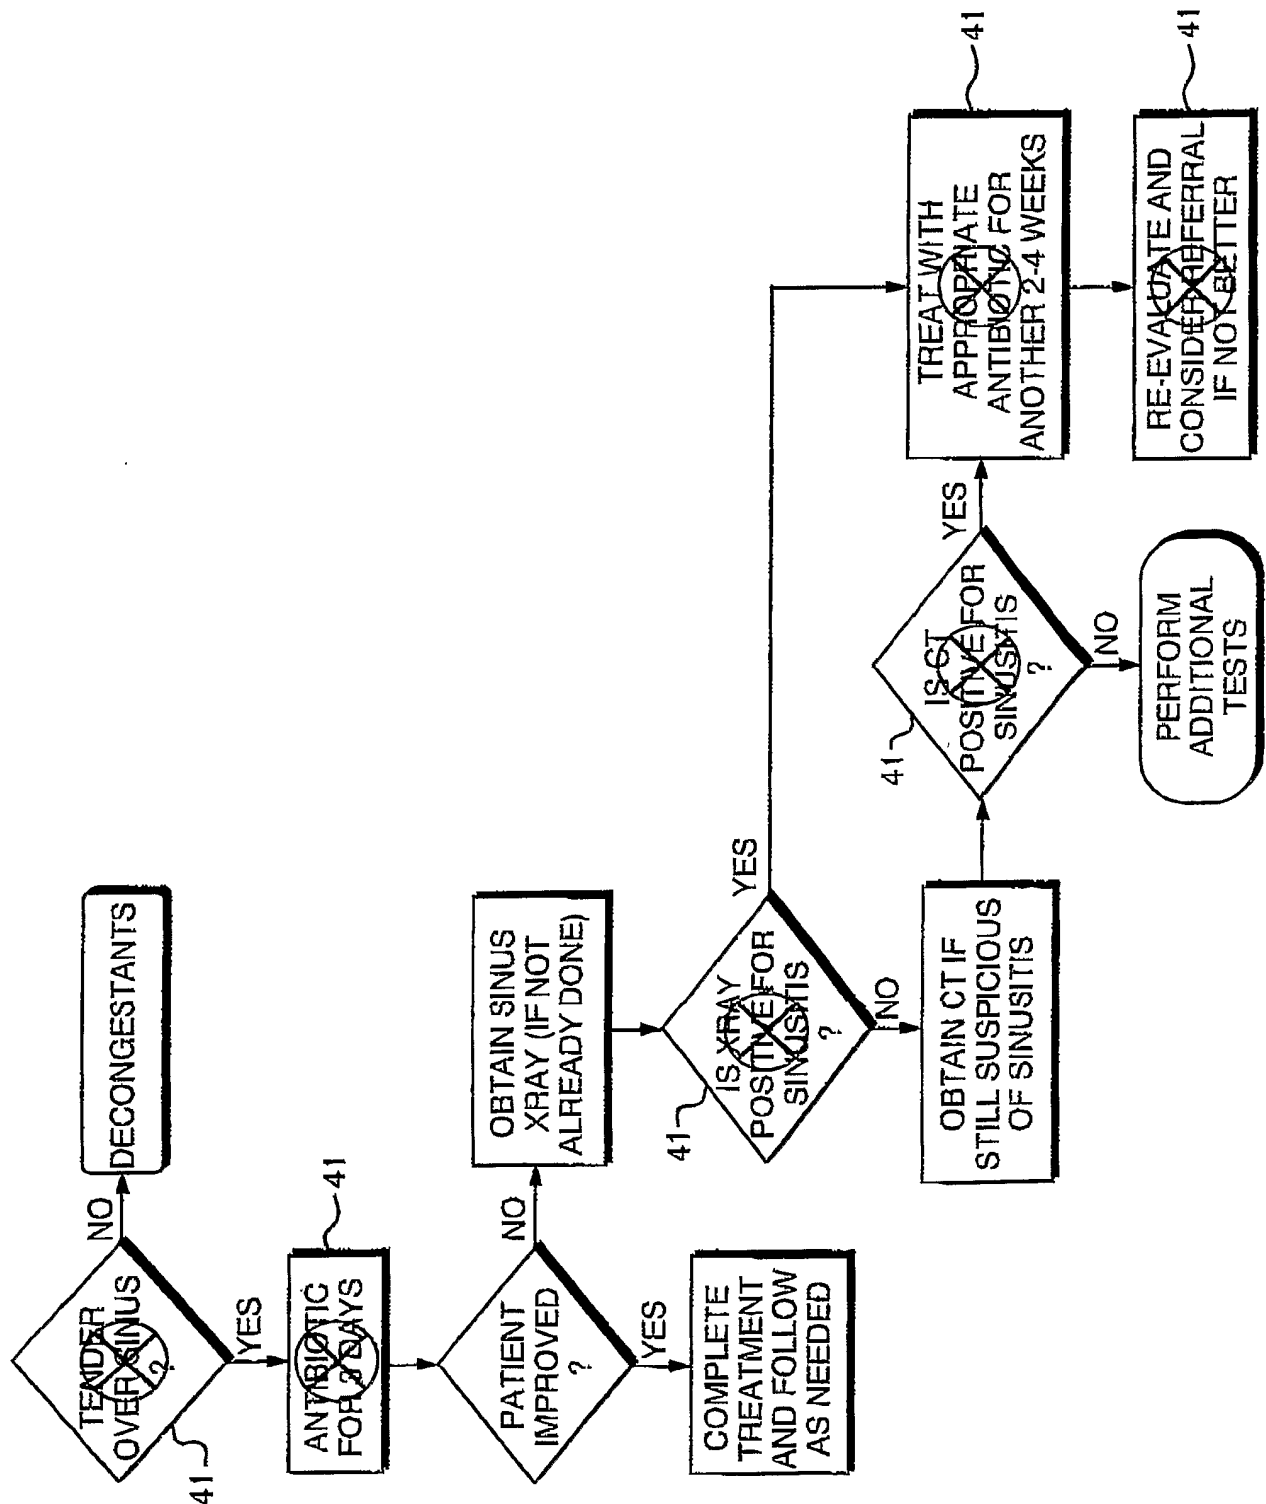 TENDER
OVER SINUS
?
41
NO
DECONGESTANTS
YES
ANTIBIOTIC
FOR 3 DAYS
41
PATIENT
IMPROVED
?
NO
OBTAIN SINUS
XRAY (IF NOT
ALREADY DONE)
YES
COMPLETE
TREATMENT
AND FOLLOW
AS NEEDED
IS XRAY
POSITIVE FOR
SINUSITIS
?
41
YES
NO
OBTAIN CT IF
STILL SUSPICIOUS
OF SINUSITIS
IS CT
POSITIVE FOR
SINUSITIS
?
41
YES
NO
PERFORM
ADDITIONAL
TESTS
TREAT WITH
APPROPRIATE
ANTIBIOTIC FOR
ANOTHER 2-4 WEEKS
41
RE-EVALUATE AND
CONSIDER REFERRAL
IF NOT BETTER
41